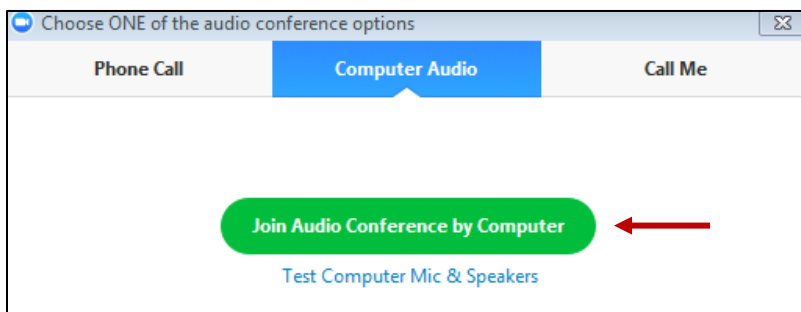 Choose ONE of the audio conference options
Phone Call
Computer Audio
Call Me
Join Audio Conference by Computer
Test Computer Mic & Speakers